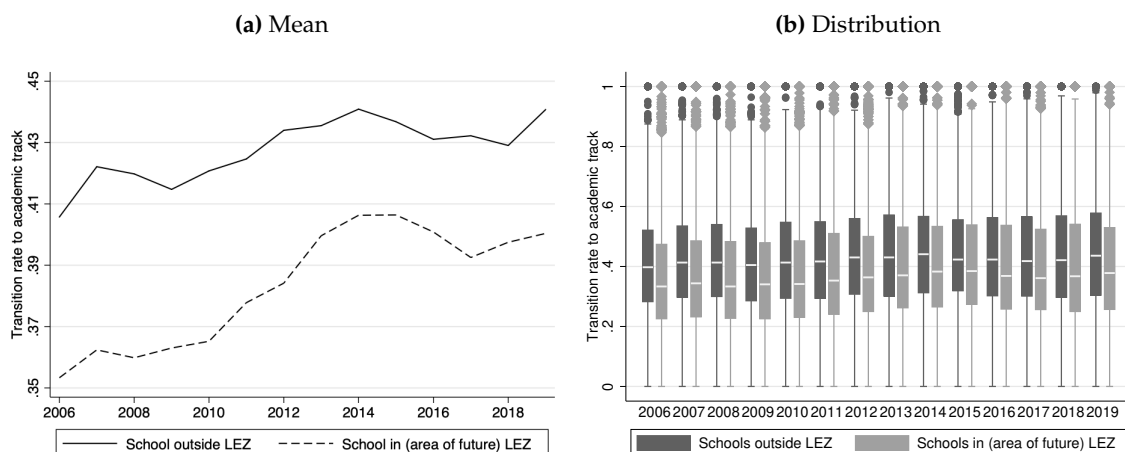 (a) Mean
Transition rate to academic track
.45
.43
.41
.39
.37
.35
2006 2008 2010 2012 2014 2016 2018
School outside LEZ School in (area of future) LEZ
(b) Distribution
Transition rate to academic track
1
.8
.6
.4
.2
0
2006 2007 2008 2009 2010 2011 2012 2013 2014 2015 2016 2017 2018 2019
Schools outside LEZ Schools in (area of future) LEZ